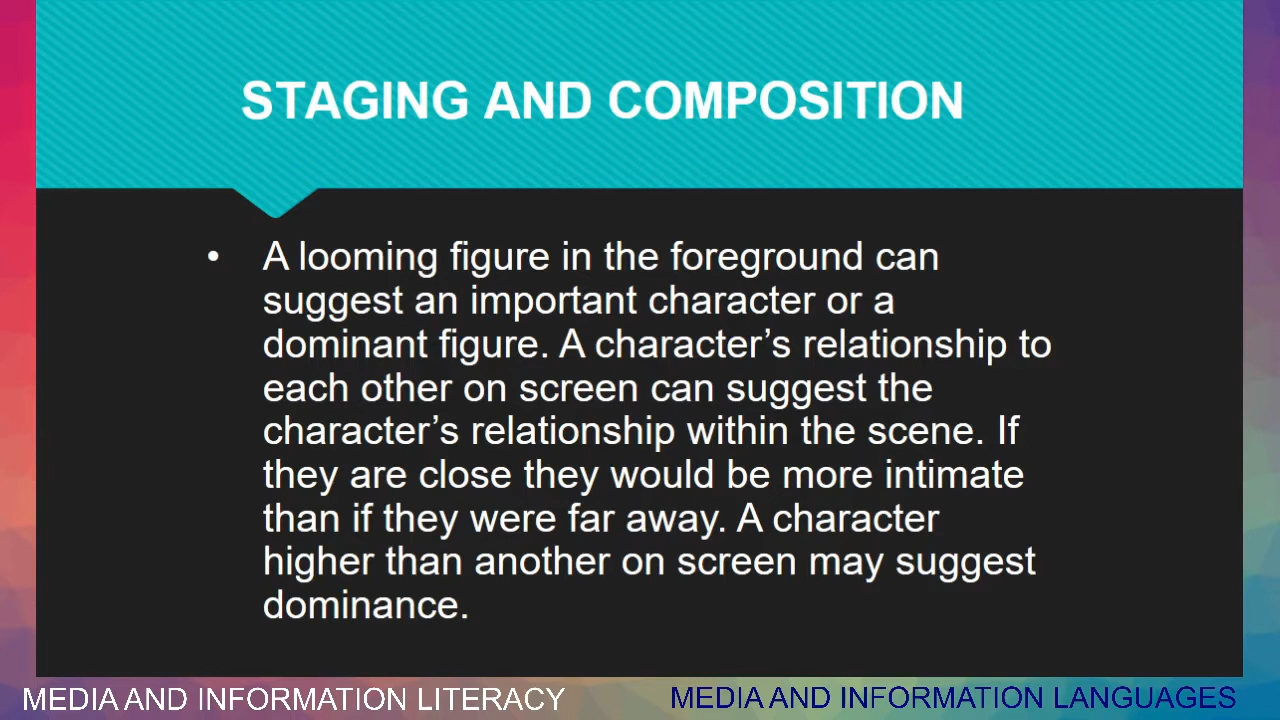 STAGING AND COMPOSITION
• A looming figure in the foreground can
suggest an important character or a
dominant figure. A character’s relationship to
each other on screen can suggest the
character’s relationship within the scene. If
they are close they would be more intimate
than if they were far away. A character
higher than another on screen may suggest
dominance.
MEDIA AND INFORMATION LITERACY
MEDIA AND INFORMATION LANGUAGES